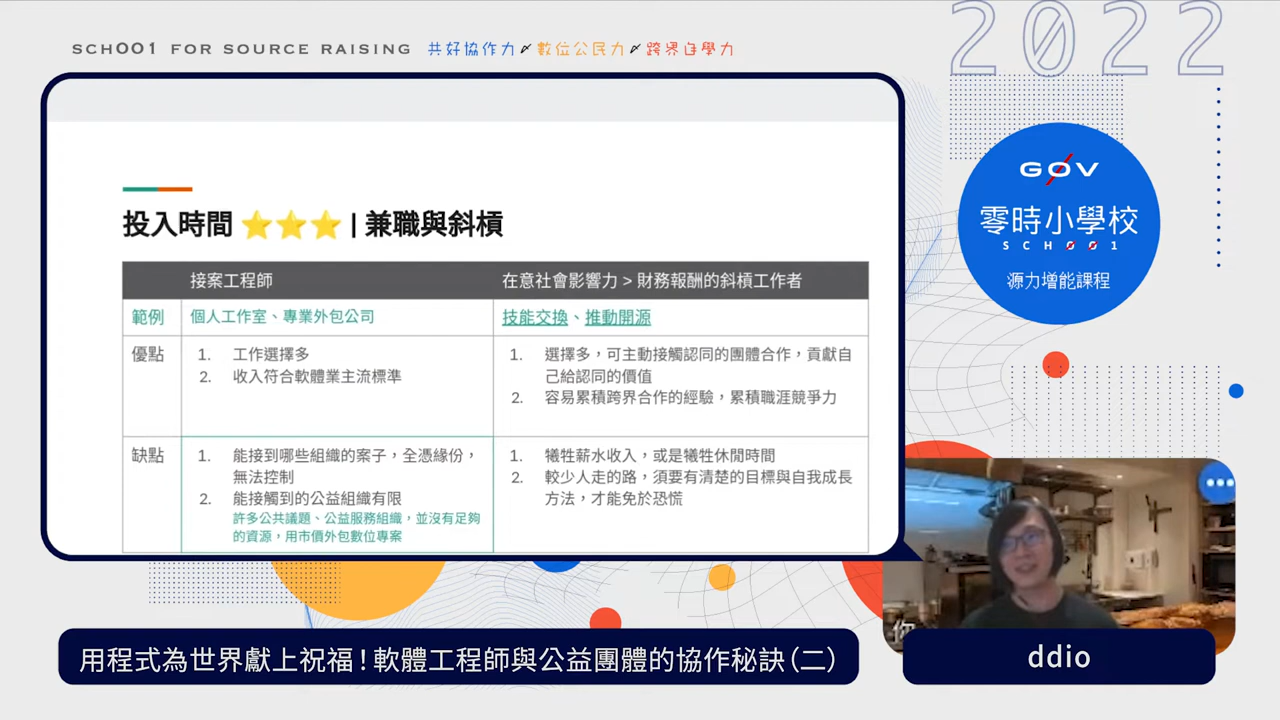 SCHOO1 FOR SOURCE RAISING 共好協作力 數位公民力 跨界自學力
2022
GOV
零時小學校
SCHOO1
源力增能課程
投入時間 ⭐⭐⭐ | 兼職與斜槓
接案工程師
在意社會影響力 > 財務報酬的斜槓工作者
範例
個人工作室、專業外包公司
技能交換、推動開源
優點
1. 工作選擇多
2. 收入符合軟體業主流標準
1. 選擇多,可主動接觸認同的團體合作,貢獻自
己給認同的價值
2. 容易累積跨界合作的經驗,累積職涯競爭力
缺點
1. 能接到哪些組織的案子,全憑緣份,
無法控制
2. 能接觸到的公益組織有限
許多公共議題、公益服務組織,並沒有足夠
的資源,用市價外包數位專案
1. 犧牲薪水收入,或是犧牲休閒時間
2. 較少人走的路,須要有清楚的目標與自我成長
方法,才能免於恐慌
你
用程式為世界獻上祝福!軟體工程師與公益團體的協作秘訣(二)
ddio